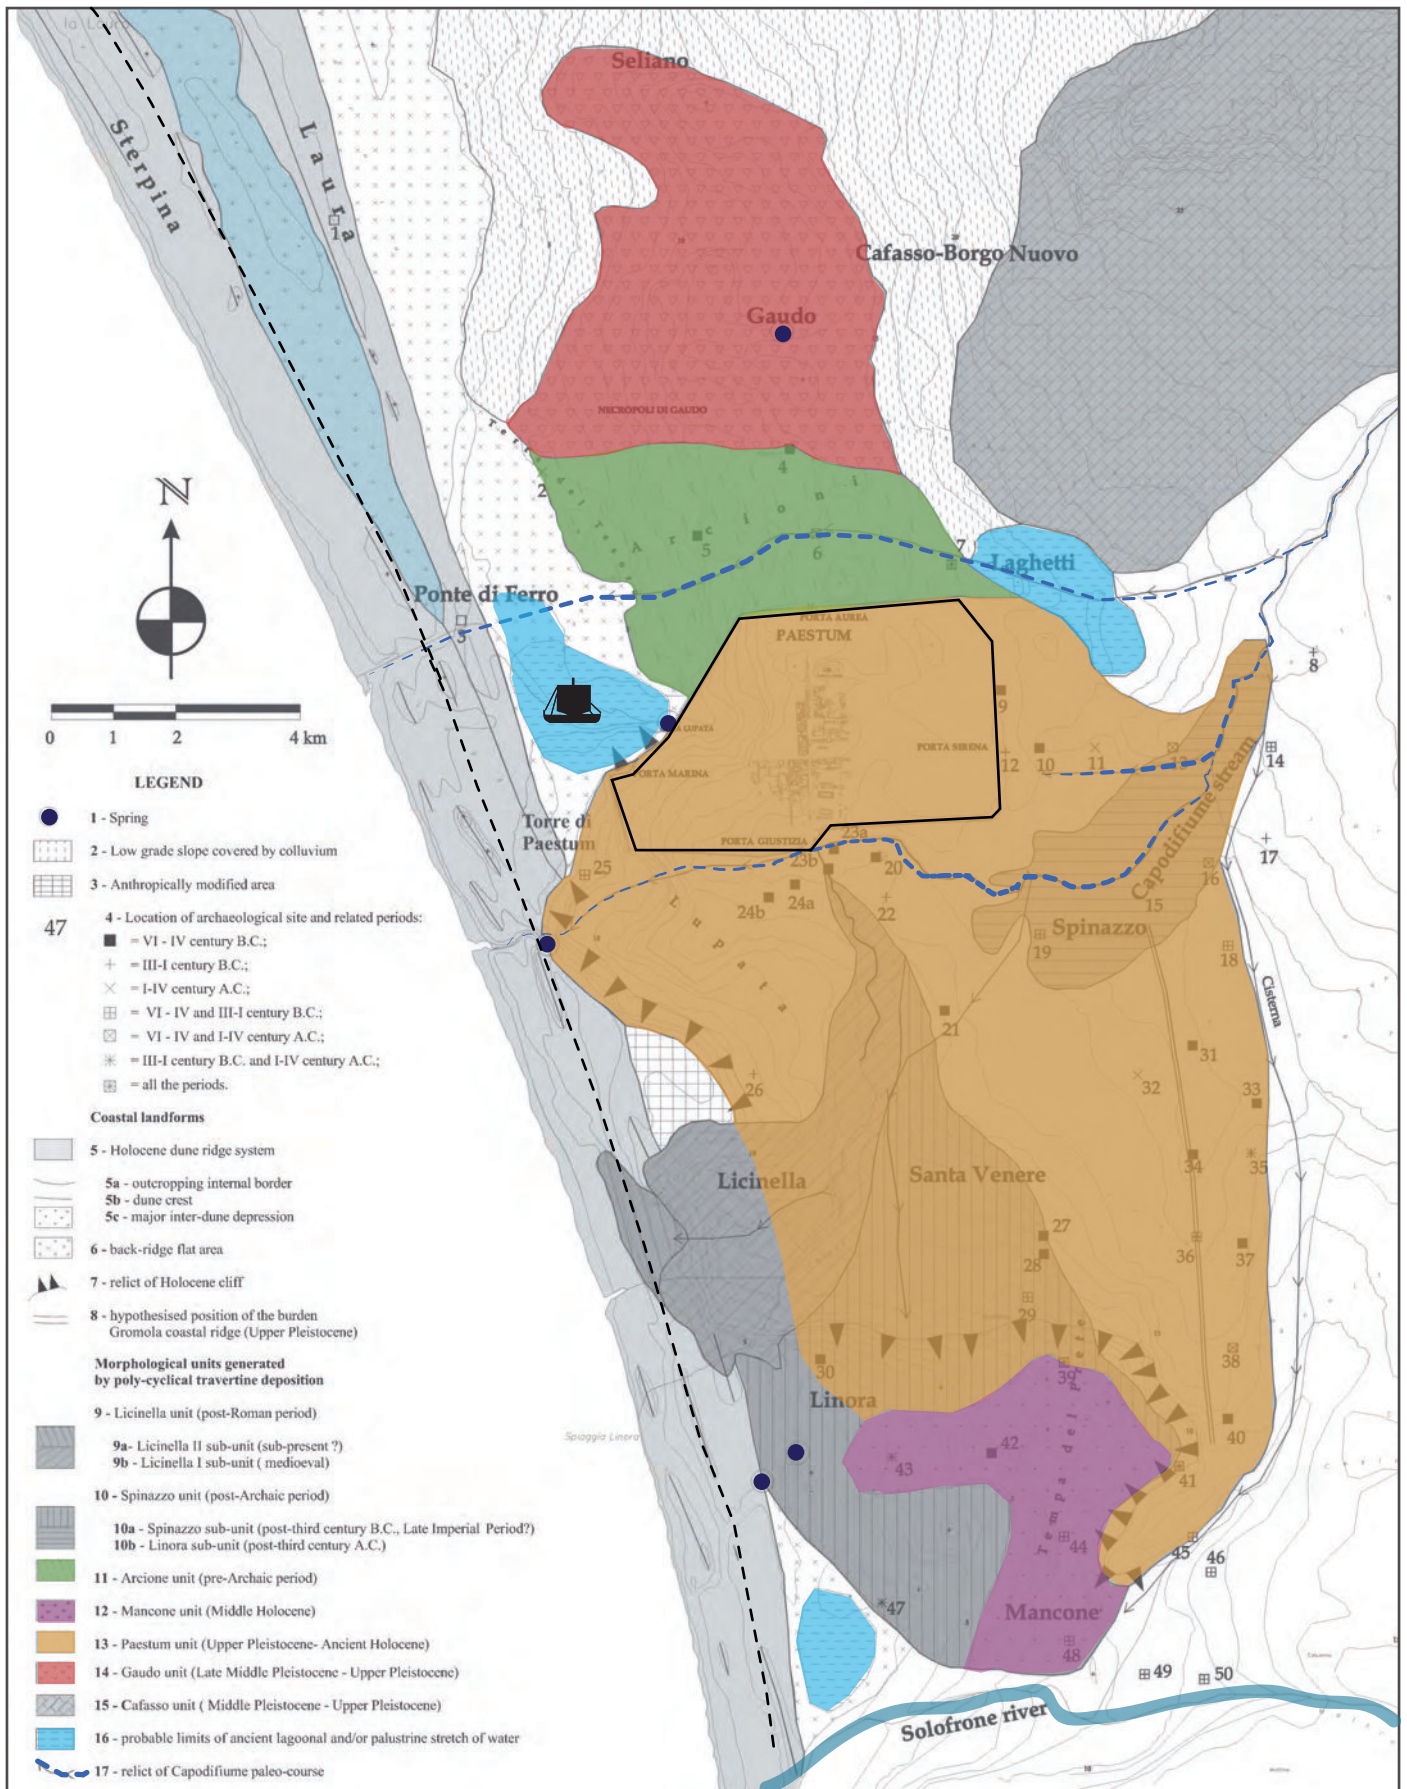 la Laura
Seliano
Sterpina
Laura
1
Cafasso-Borgo Nuovo
Gaudo
NECROPOLI DI GAUDO
4
2
Arcioni
5
6
7
Laghetti
N
Ponte di Ferro
3
PORTA AUREA
PAESTUM
8
9
LUPATA
PORTA SIRENA
12
10
11
13
14
PORTA MARINA
0 1 2 4 km
LEGEND
1 - Spring
2 - Low grade slope covered by colluvium
3 - Anthropically modified area
47
4 - Location of archaeological site and related periods:
= VI - IV century B.C.;
= III-I century B.C.;
= I-IV century A.C.;
= VI - IV and III-I century B.C.;
= VI - IV and I-IV century A.C.;
= III-I century B.C. and I-IV century A.C.;
= all the periods.
Coastal landforms
5 - Holocene dune ridge system
5a - outcropping internal border
5b - dune crest
5c - major inter-dune depression
6 - back-ridge flat area
7 - relict of Holocene cliff
8 - hypothesised position of the burden
Gromola coastal ridge (Upper Pleistocene)
Morphological units generated
by poly-cyclical travertine deposition
9 - Licinella unit (post-Roman period)
9a- Licinella II sub-unit (sub-present ?)
9b - Licinella I sub-unit ( medioeval)
10 - Spinazzo unit (post-Archaic period)
10a - Spinazzo sub-unit (post-third century B.C., Late Imperial Period?)
10b - Linora sub-unit (post-third century A.C.)
11 - Arcione unit (pre-Archaic period)
12 - Mancone unit (Middle Holocene)
13 - Paestum unit (Upper Pleistocene- Ancient Holocene)
14 - Gaudo unit (Late Middle Pleistocene - Upper Pleistocene)
15 - Cafasso unit ( Middle Pleistocene - Upper Pleistocene)
16 - probable limits of ancient lagoonal and/or palustrine stretch of water
17 - relict of Capodifiume paleo-course
Torre di
Paestum
PORTA GIUSTIZIA
23a
23b
20
25
24a
24b
22
Lupata
Capodifiume stream
15
16
17
Spinazzo
19
18
Cisterna
21
26
31
32
33
34
35
Licinella
Santa Venere
27
28
29
36
37
38
30
39
Linora
Spiaggia Linora
40
41
42
43
Tempa del Prete
44
45
46
Mancone
47
48
49
50
Solofrone river